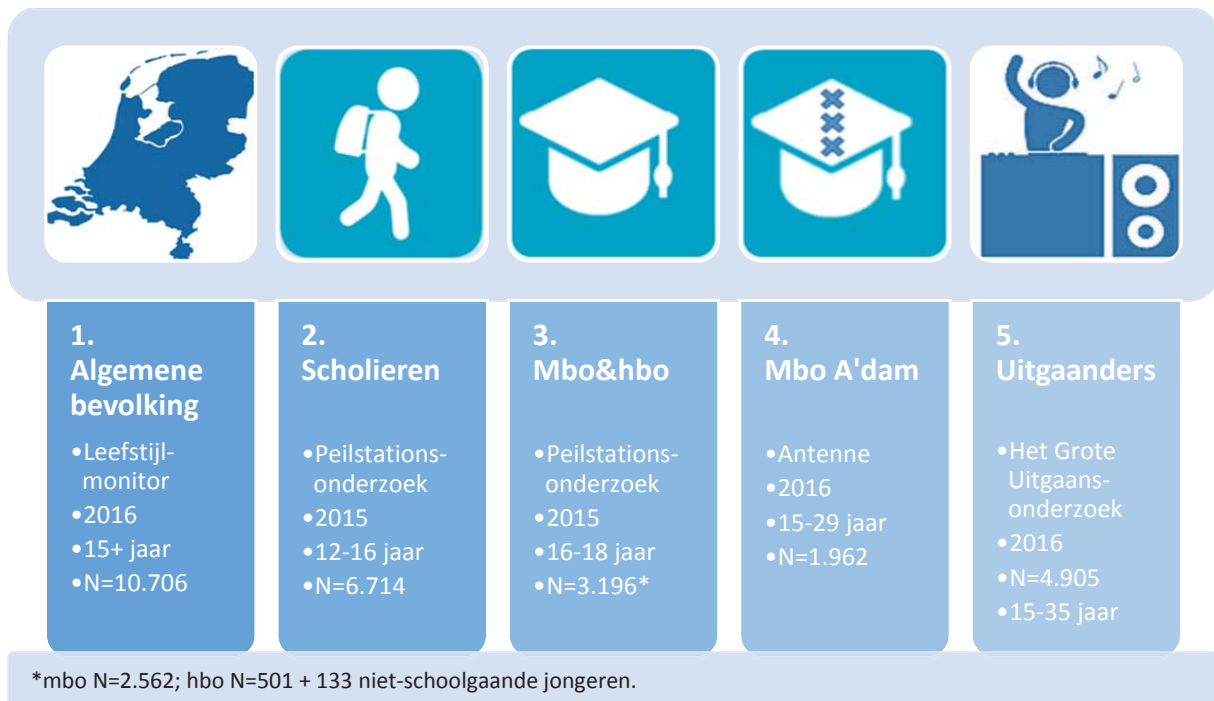 1.
Algemene
bevolking
•Leefstijl-
monitor
•2016
•15+ jaar
•N=10.706
2.
Scholieren
•Peilstations-
onderzoek
•2015
•12-16 jaar
•N=6.714
3.
Mbo&hbo
•Peilstations-
onderzoek
•2015
•16-18 jaar
•N=3.196*
4.
Mbo A'dam
•Antenne
•2016
•15-29 jaar
•N=1.962
5.
Uitgaanders
•Het Grote
Uitgaans-
onderzoek
•2016
•N=4.905
•15-35 jaar
*mbo N=2.562; hbo N=501 + 133 niet-schoolgaande jongeren.